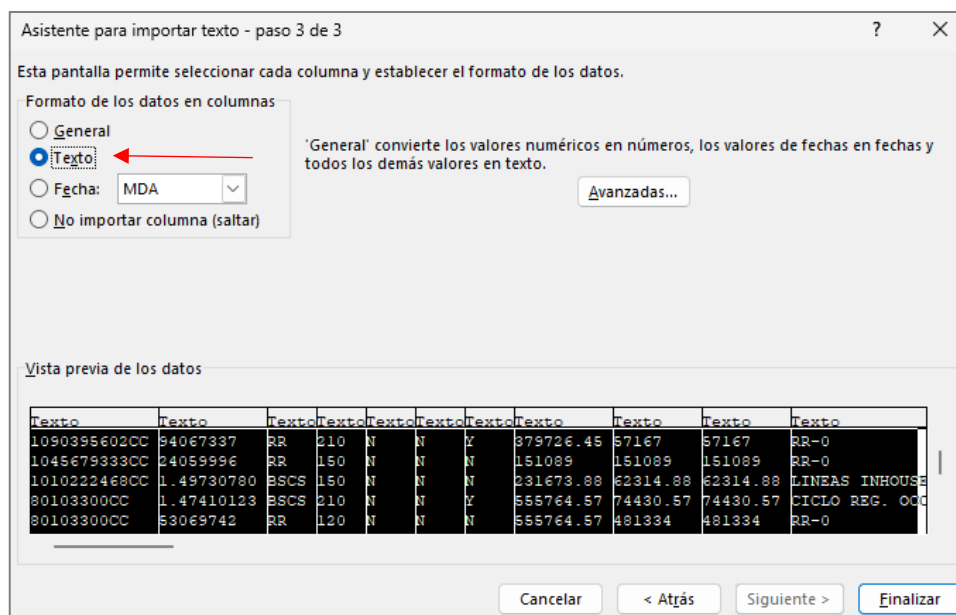 Asistente para importar texto - paso 3 de 3 ?
Esta pantalla permite seleccionar cada columna y establecer el formato de los datos.
Formato de los datos en columnas
General
Texto
Fecha: MDA
No importar columna (saltar)
'General' convierte los valores numéricos en números, los valores de fechas en fechas y
todos los demás valores en texto.
Avanzadas...
Vista previa de los datos
Texto Texto Texto Texto Texto Texto Texto Texto Texto Texto Texto
1090395602CC 94067337 RR 210 N N Y 379726.45 57167 57167 RR-0
1045679333CC 24059996 RR 150 N N N 151089 151089 151089 RR-0
1010222468CC 1.49730780 BSCS 150 N N N 231673.88 62314.88 62314.88 LINEAS INHOUSE
80103300CC 1.47410123 BSCS 210 N N Y 555764.57 74430.57 74430.57 CICLO REG. OCC
80103300CC 53069742 RR 120 N N N 555764.57 481334 481334 RR-0
Cancelar < Atrás Siguiente > Finalizar